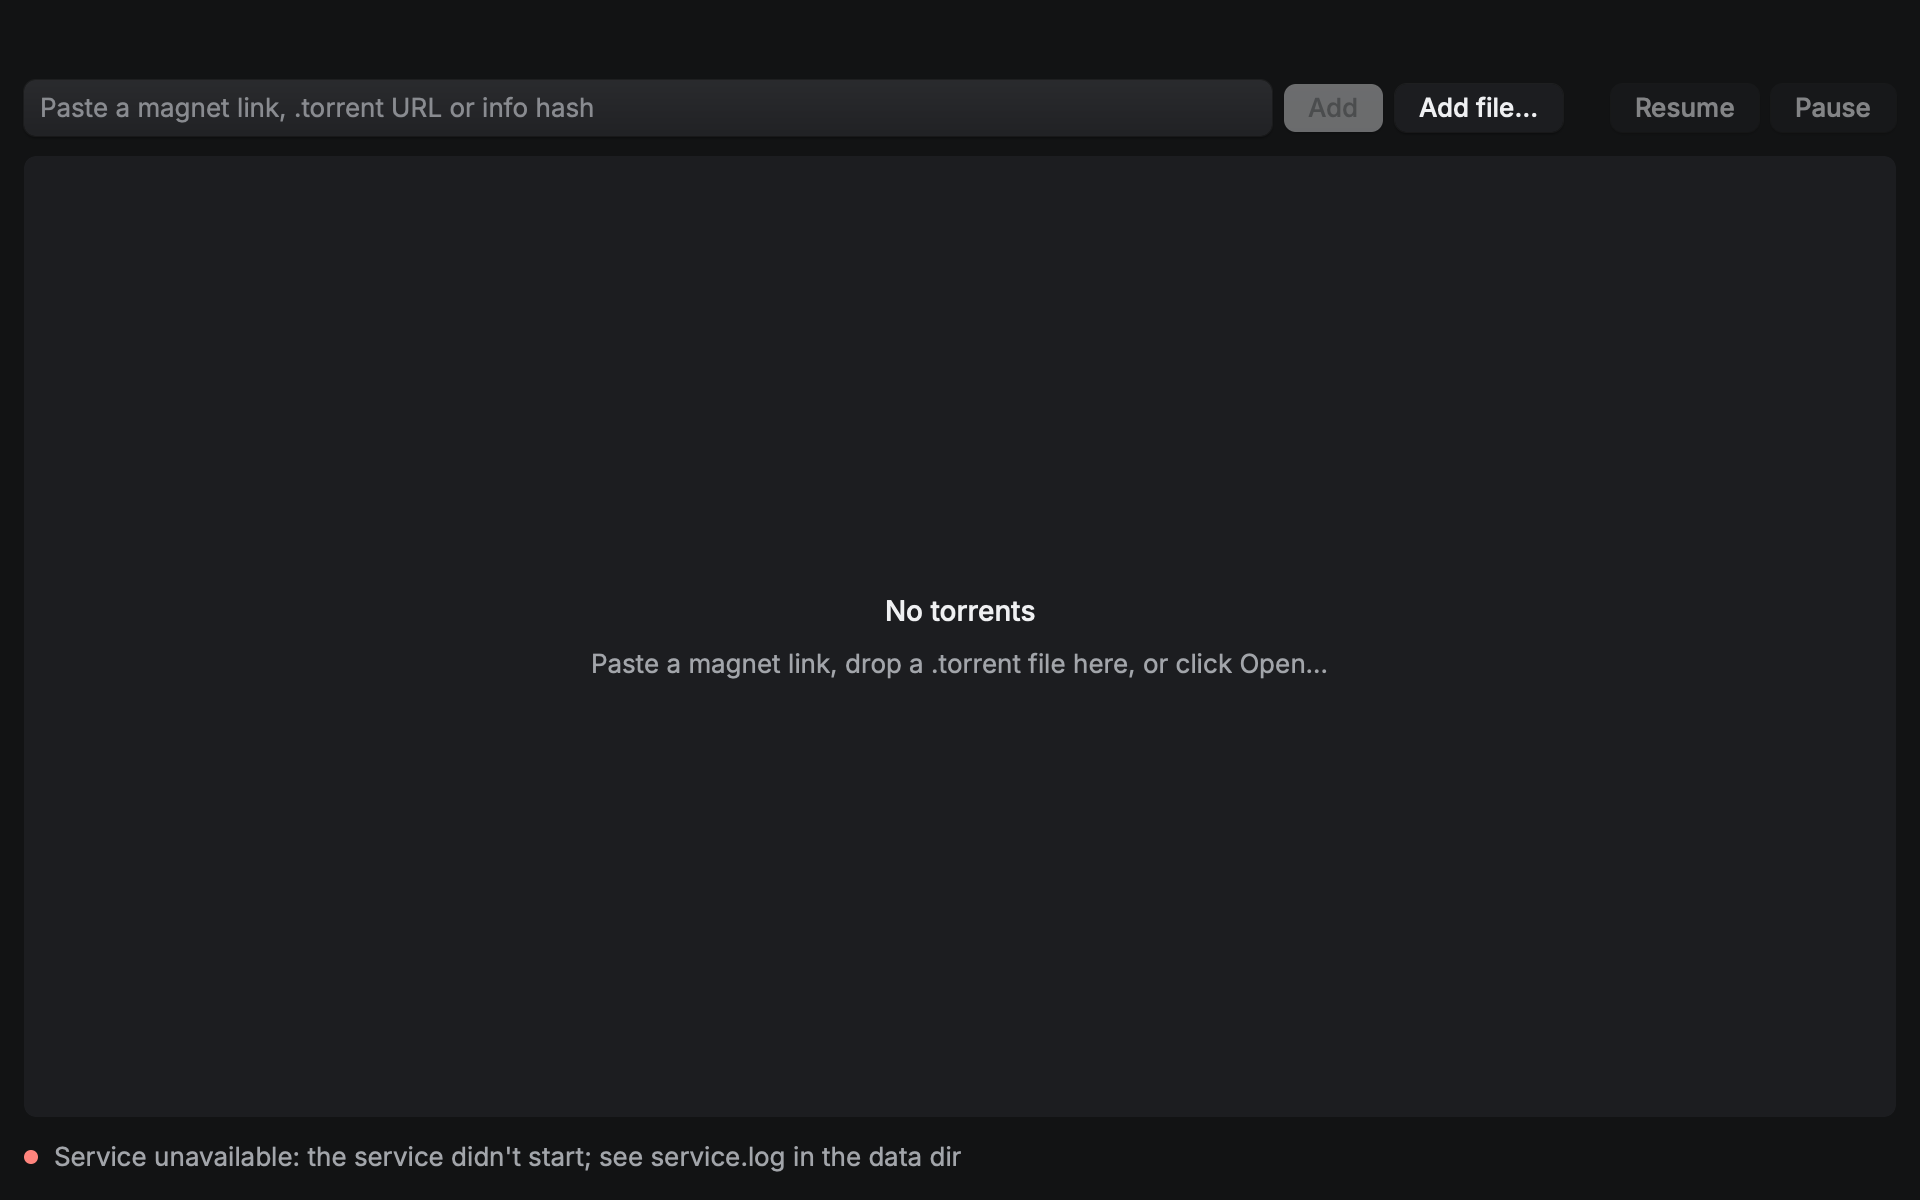 Paste a magnet link, .torrent URL or info hash
Add
Add file...
Resume
Pause
No torrents
Paste a magnet link, drop a .torrent file here, or click Open...
Service unavailable: the service didn't start; see service.log in the data dir